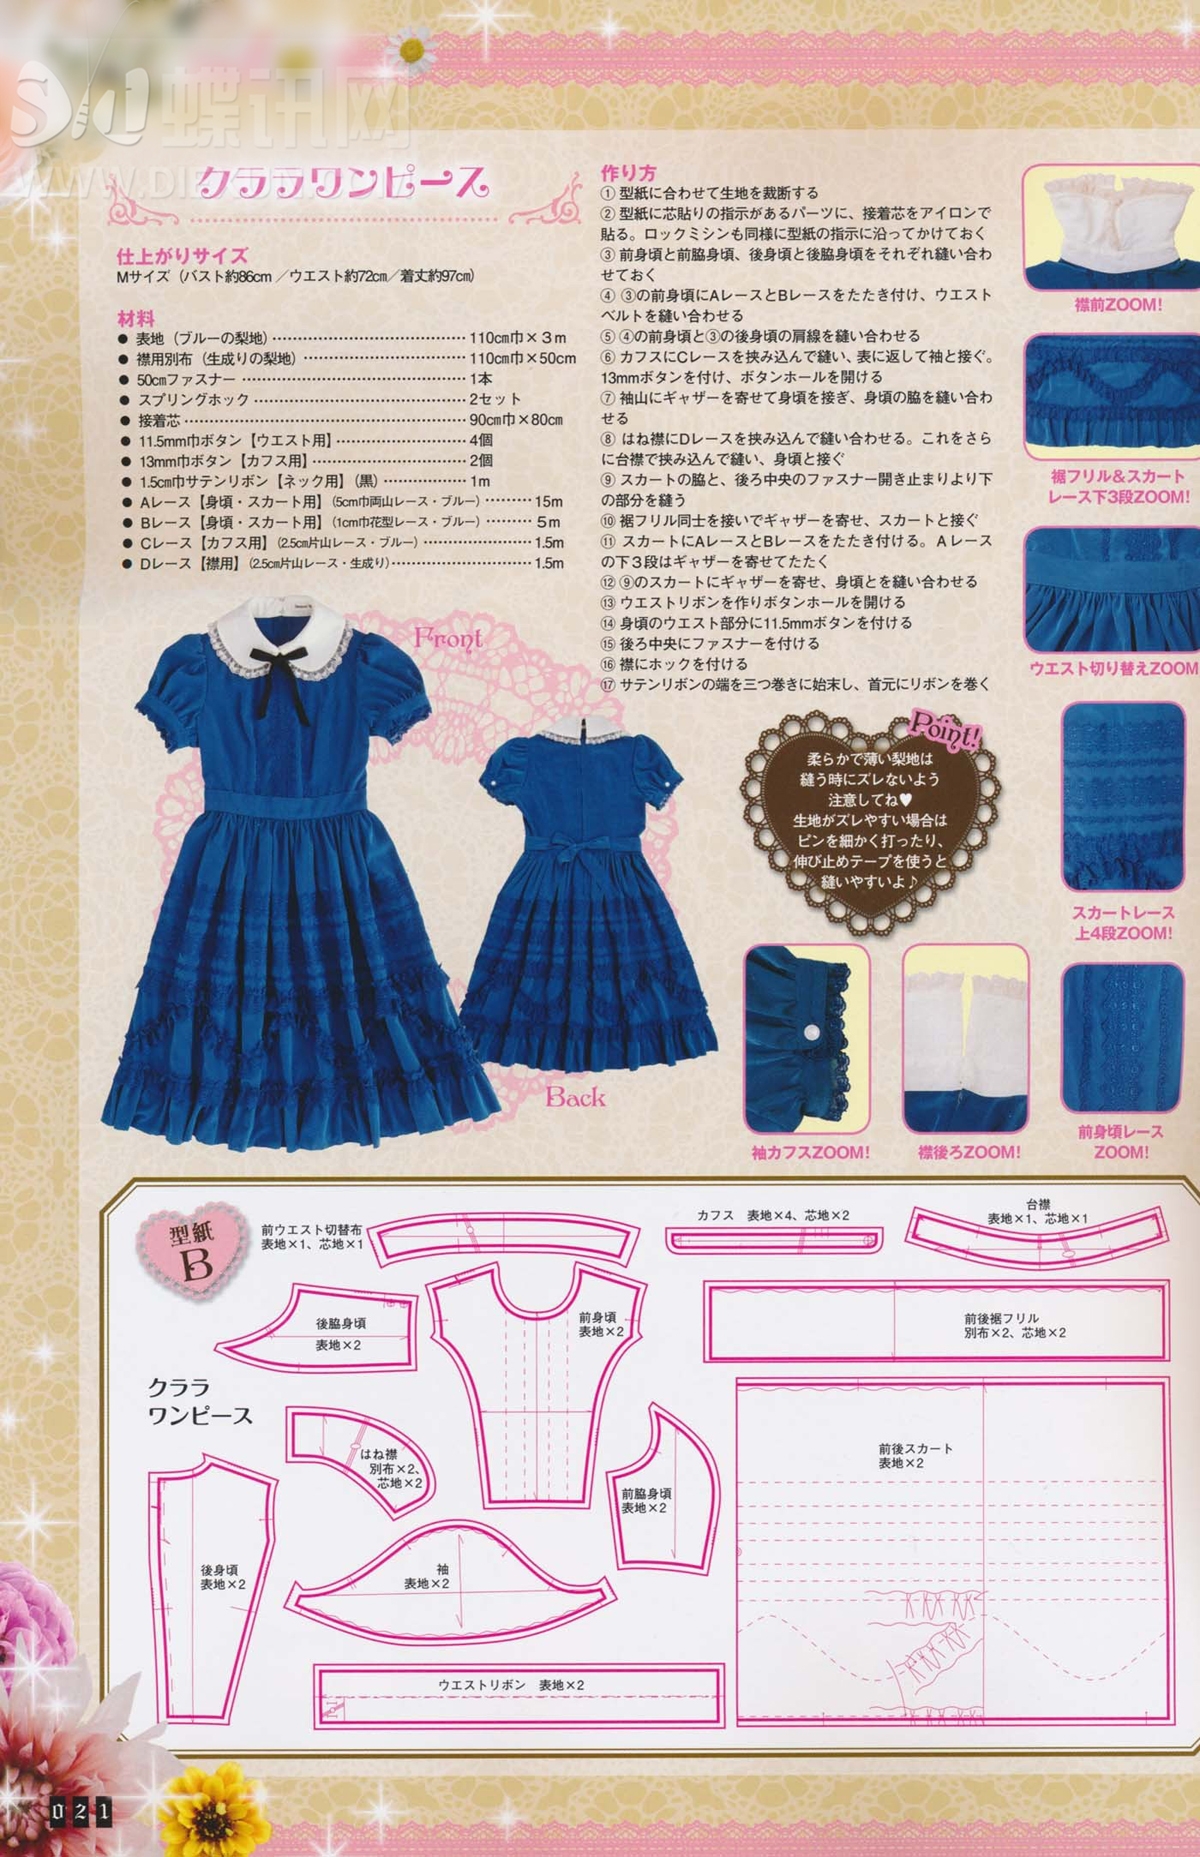 蝶讯网
クララワンピース
仕上がりサイズ
Mサイズ（バスト約86cm／ウエスト約72cm／着丈約97cm）
材料
● 表地（ブルーの梨地）………110cm巾×3m
● 襟用別布（生成りの梨地）………110cm巾×50cm
● 50cmファスナー………1本
● スプリングホック………2セット
● 接着芯………90cm巾×80cm
● 11.5mm巾ボタン【ウエスト用】………4個
● 13mm巾ボタン【カフス用】………2個
● 1.5cm巾サテンリボン【ネック用】（黒）………1m
● Aレース【身頃・スカート用】（5cm巾両山レース・ブルー）………15m
● Bレース【身頃・スカート用】（1cm巾花型レース・ブルー）………5m
● Cレース【カフス用】（2.5cm片山レース・ブルー）………1.5m
● Dレース【襟用】（2.5cm片山レース・生成り）………1.5m
作り方
① 型紙に合わせて生地を裁断する
② 型紙に芯貼りの指示があるパーツに、接着芯をアイロンで
貼る。ロックミシンも同様に型紙の指示に沿ってかけておく
③ 前身頃と前脇身頃、後身頃と後脇身頃をそれぞれ縫い合わ
せておく
④ ③の前身頃にAレースとBレースをたたき付け、ウエスト
ベルトを縫い合わせる
⑤ ④の前身頃と③の後身頃の肩線を縫い合わせる
⑥ カフスにCレースを挟み込んで縫い、表に返して袖と接ぐ。
13mmボタンを付け、ボタンホールを開ける
⑦ 袖山にギャザーを寄せて身頃を接ぎ、身頃の脇を縫い合わ
せる
⑧ はね襟にDレースを挟み込んで縫い合わせる。これをさら
に台襟で挟み込んで縫い、身頃と接ぐ
⑨ スカートの脇と、後ろ中央のファスナー開き止まりより下
の部分を縫う
⑩ 裾フリル同士を接いでギャザーを寄せ、スカートと接ぐ
⑪ スカートにAレースとBレースをたたき付ける。Aレース
の下3段はギャザーを寄せてたたく
⑫ ⑨のスカートにギャザーを寄せ、身頃とを縫い合わせる
⑬ ウエストリボンを作りボタンホールを開ける
⑭ 身頃のウエスト部分に11.5mmボタンを付ける
⑮ 後ろ中央にファスナーを付ける
⑯ 襟にホックを付ける
⑰ サテンリボンの端を三つ巻きに始末し、首元にリボンを巻く
襟前ZOOM!
裾フリル＆スカート
レース下3段ZOOM!
ウエスト切り替えZOOM
スカートレース
上4段ZOOM!
前身頃レース
ZOOM!
Front
Back
Point!
柔らかで薄い梨地は
縫う時にズレないよう
注意してね♥
生地がズレやすい場合は
ピンを細かく打ったり、
伸び止めテープを使うと
縫いやすいよ♪
袖カフスZOOM!
襟後ろZOOM!
型紙
B
クララ
ワンピース
前ウエスト切替布
表地×1、芯地×1
カフス 表地×4、芯地×2
台襟
表地×1、芯地×1
後脇身頃
表地×2
前身頃
表地×2
前後裾フリル
別布×2、芯地×2
はね襟
別布×2、
芯地×2
前脇身頃
表地×2
前後スカート
表地×2
後身頃
表地×2
袖
表地×2
ウエストリボン 表地×2
021